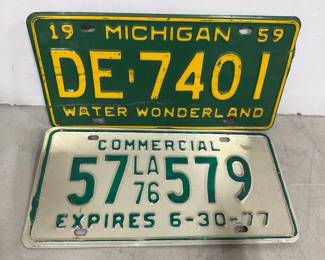 19 MICHIGAN 59
DE-7401
WATER WONDERLAND
COMMERCIAL
57 LA 76 579
EXPIRES 6-30-77